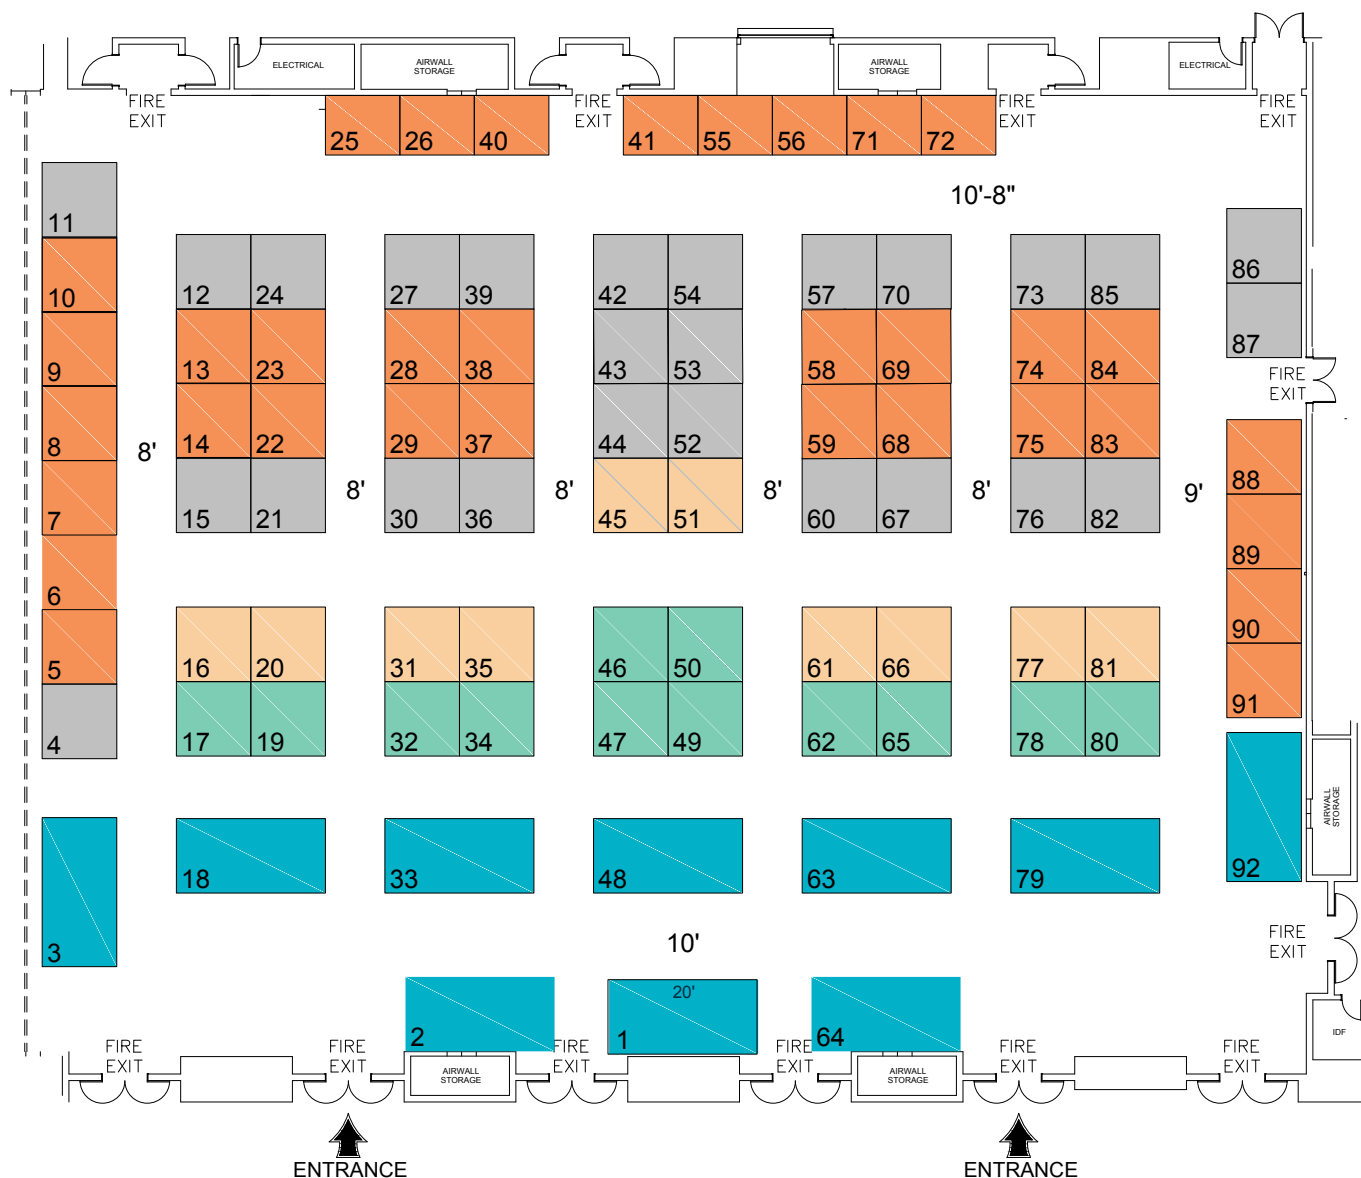 ELECTRICAL
AIRWALL
STORAGE
AIRWALL
STORAGE
ELECTRICAL
FIRE
EXIT
FIRE
EXIT
FIRE
EXIT
FIRE
EXIT
25 26 40 41 55 56 71 72
10'-8"
11
10
9
8
7
6
5
4
12 24 27 39 42 54 57 70 73 85
13 23 28 38 43 53 58 69 74 84
14 22 29 37 44 52 59 68 75 83
15 21 30 36 45 51 60 67 76 82
8' 8' 8' 8' 8' 9'
86
87
FIRE
EXIT
88
89
90
91
16 20 31 35 46 50 61 66 77 81
17 19 32 34 47 49 62 65 78 80
92
AIRWALL
STORAGE
3 18 33 48 63 79
10'
FIRE
EXIT
20'
2 1 64
IDF
FIRE
EXIT
FIRE
EXIT
FIRE
EXIT
FIRE
EXIT
FIRE
EXIT
FIRE
EXIT
AIRWALL
STORAGE
AIRWALL
STORAGE
ENTRANCE
ENTRANCE